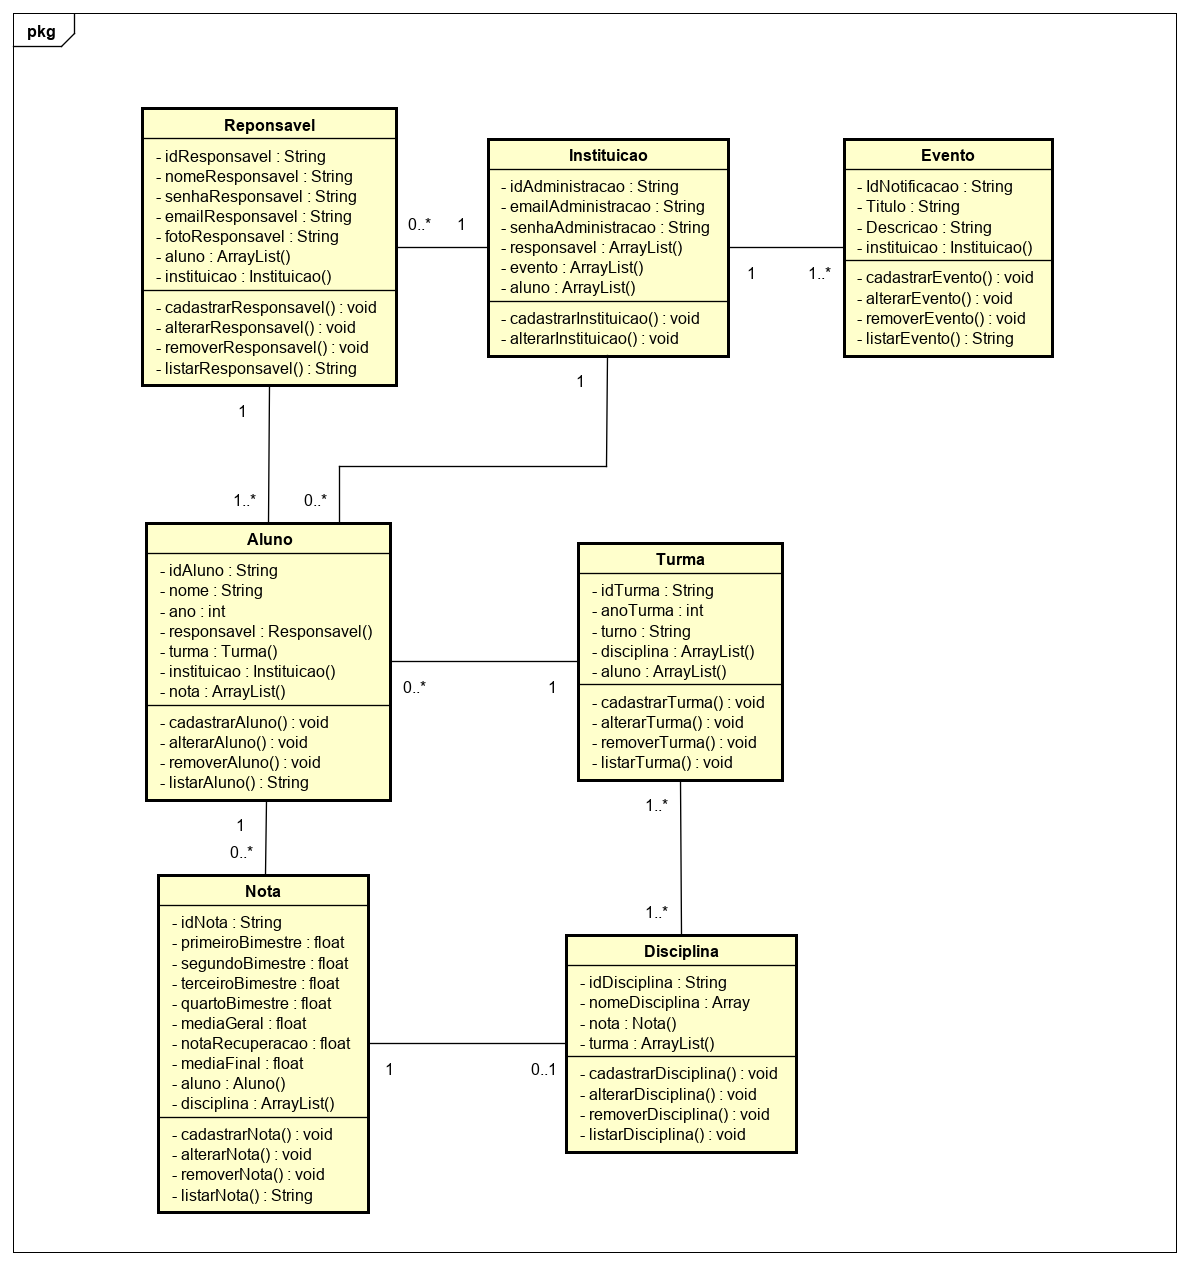 pkg
Reponsavel
- idResponsavel : String
- nomeResponsavel : String
- senhaResponsavel : String
- emailResponsavel : String
- fotoResponsavel : String
- aluno : ArrayList()
- instituicao : Instituicao()
- cadastrarResponsavel() : void
- alterarResponsavel() : void
- removerResponsavel() : void
- listarResponsavel() : String
0..*
1
Instituicao
- idAdministracao : String
- emailAdministracao : String
- senhaAdministracao : String
- responsavel : ArrayList()
- evento : ArrayList()
- aluno : ArrayList()
- cadastrarInstituicao() : void
- alterarInstituicao() : void
1
1..*
Evento
- IdNotificacao : String
- Titulo : String
- Descricao : String
- instituicao : Instituicao()
- cadastrarEvento() : void
- alterarEvento() : void
- removerEvento() : void
- listarEvento() : String
1
1
1..*
0..*
Aluno
- idAluno : String
- nome : String
- ano : int
- responsavel : Responsavel()
- turma : Turma()
- instituicao : Instituicao()
- nota : ArrayList()
- cadastrarAluno() : void
- alterarAluno() : void
- removerAluno() : void
- listarAluno() : String
0..*
1
Turma
- idTurma : String
- anoTurma : int
- turno : String
- disciplina : ArrayList()
- aluno : ArrayList()
- cadastrarTurma() : void
- alterarTurma() : void
- removerTurma() : void
- listarTurma() : void
1
0..*
1..*
1..*
Nota
- idNota : String
- primeiroBimestre : float
- segundoBimestre : float
- terceiroBimestre : float
- quartoBimestre : float
- mediaGeral : float
- notaRecuperacao : float
- mediaFinal : float
- aluno : Aluno()
- disciplina : ArrayList()
- cadastrarNota() : void
- alterarNota() : void
- removerNota() : void
- listarNota() : String
1
0..1
Disciplina
- idDisciplina : String
- nomeDisciplina : Array
- nota : Nota()
- turma : ArrayList()
- cadastrarDisciplina() : void
- alterarDisciplina() : void
- removerDisciplina() : void
- listarDisciplina() : void